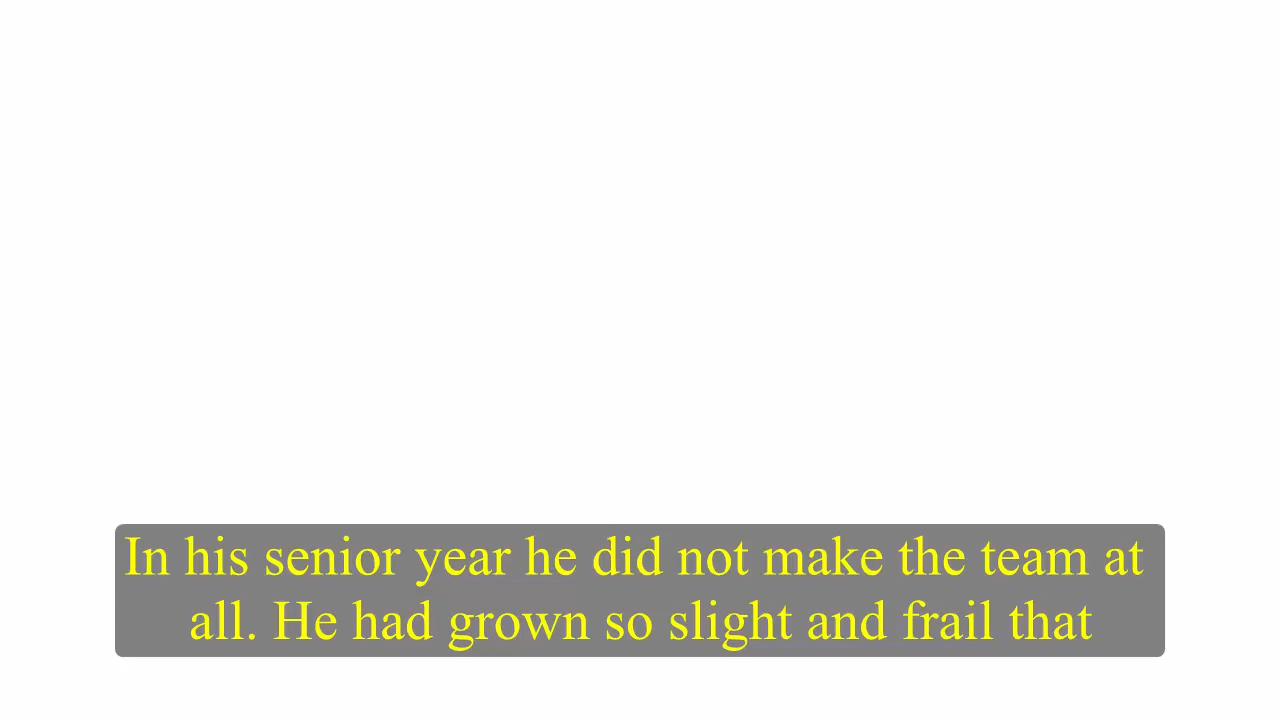 In his senior year he did not make the team at
all. He had grown so slight and frail that